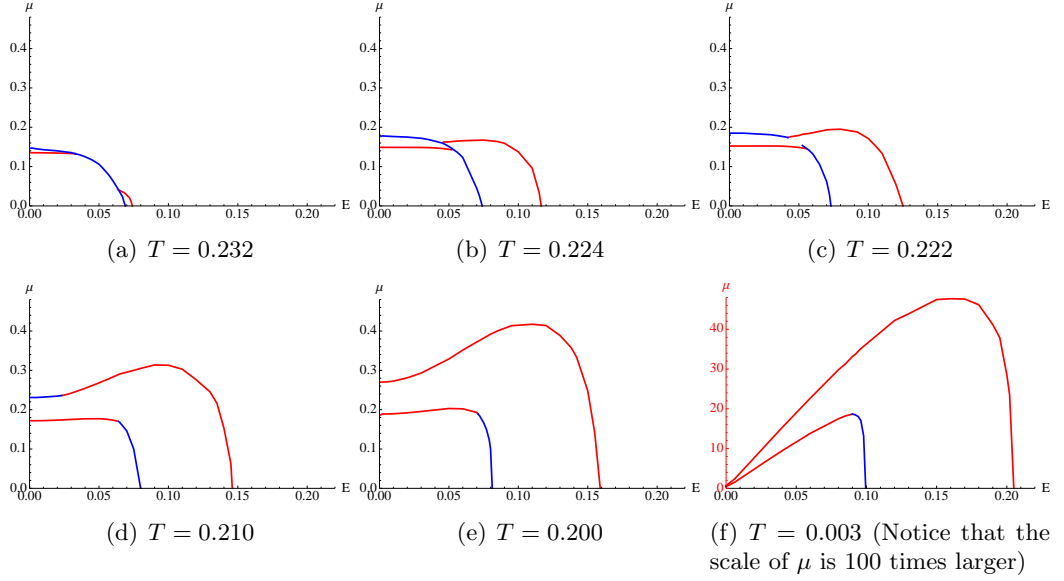 μ μ μ
0.4 0.4 0.4
0.3 0.3 0.3
0.2 0.2 0.2
0.1 0.1 0.1
0.0 E 0.0 E 0.0 E
0.00 0.05 0.10 0.15 0.20 0.00 0.05 0.10 0.15 0.20 0.00 0.05 0.10 0.15 0.20
(a) T = 0.232 (b) T = 0.224 (c) T = 0.222
μ μ μ
0.4 0.4 40
0.3 0.3 30
0.2 0.2 20
0.1 0.1 10
0.0 E 0.0 E 0 E
0.00 0.05 0.10 0.15 0.20 0.00 0.05 0.10 0.15 0.20 0.00 0.05 0.10 0.15 0.20
(d) T = 0.210 (e) T = 0.200 (f) T = 0.003 (Notice that the
scale of μ is 100 times larger)